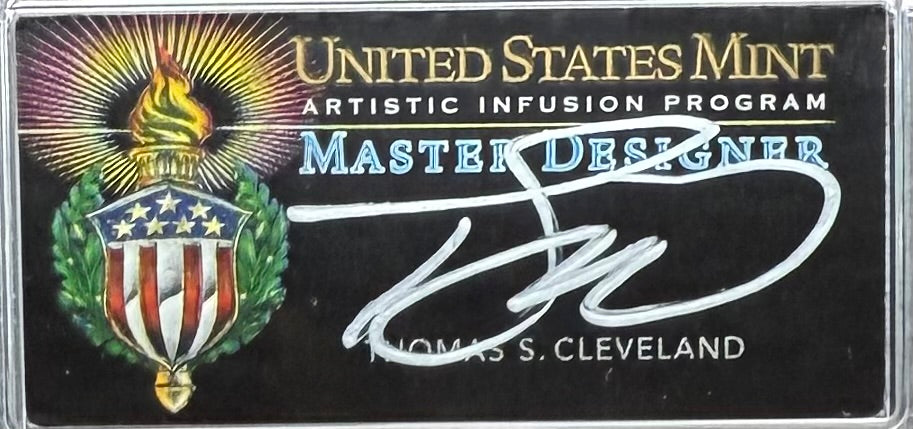 UNITED STATES MINT
ARTISTIC INFUSION PROGRAM
MASTER DESIGNER
THOMAS S. CLEVELAND